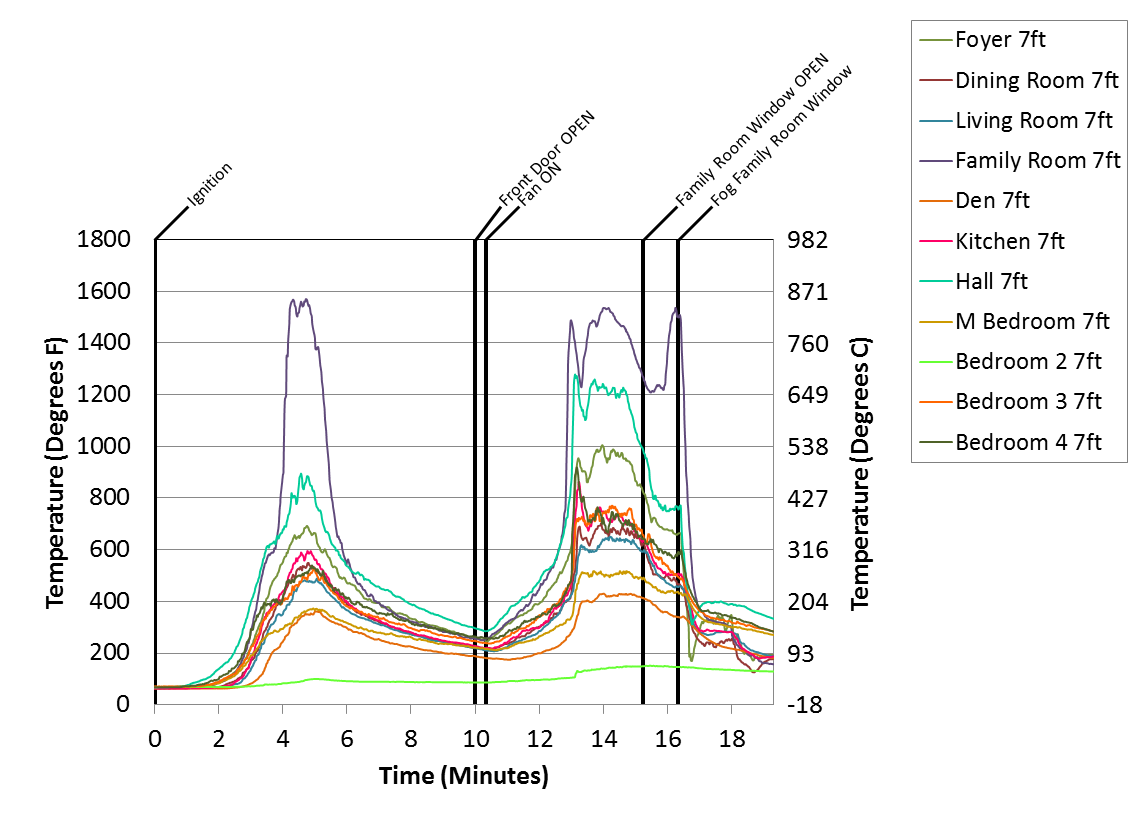 Ignition
Front Door OPEN
Fan ON
Family Room Window OPEN
Fog Family Room Window
Foyer 7ft
Dining Room 7ft
Living Room 7ft
Family Room 7ft
Den 7ft
Kitchen 7ft
Hall 7ft
M Bedroom 7ft
Bedroom 2 7ft
Bedroom 3 7ft
Bedroom 4 7ft
Temperature (Degrees F)
1800
1600
1400
1200
1000
800
600
400
200
0
982
871
760
649
538
427
316
204
93
-18
Temperature (Degrees C)
0 2 4 6 8 10 12 14 16 18
Time (Minutes)